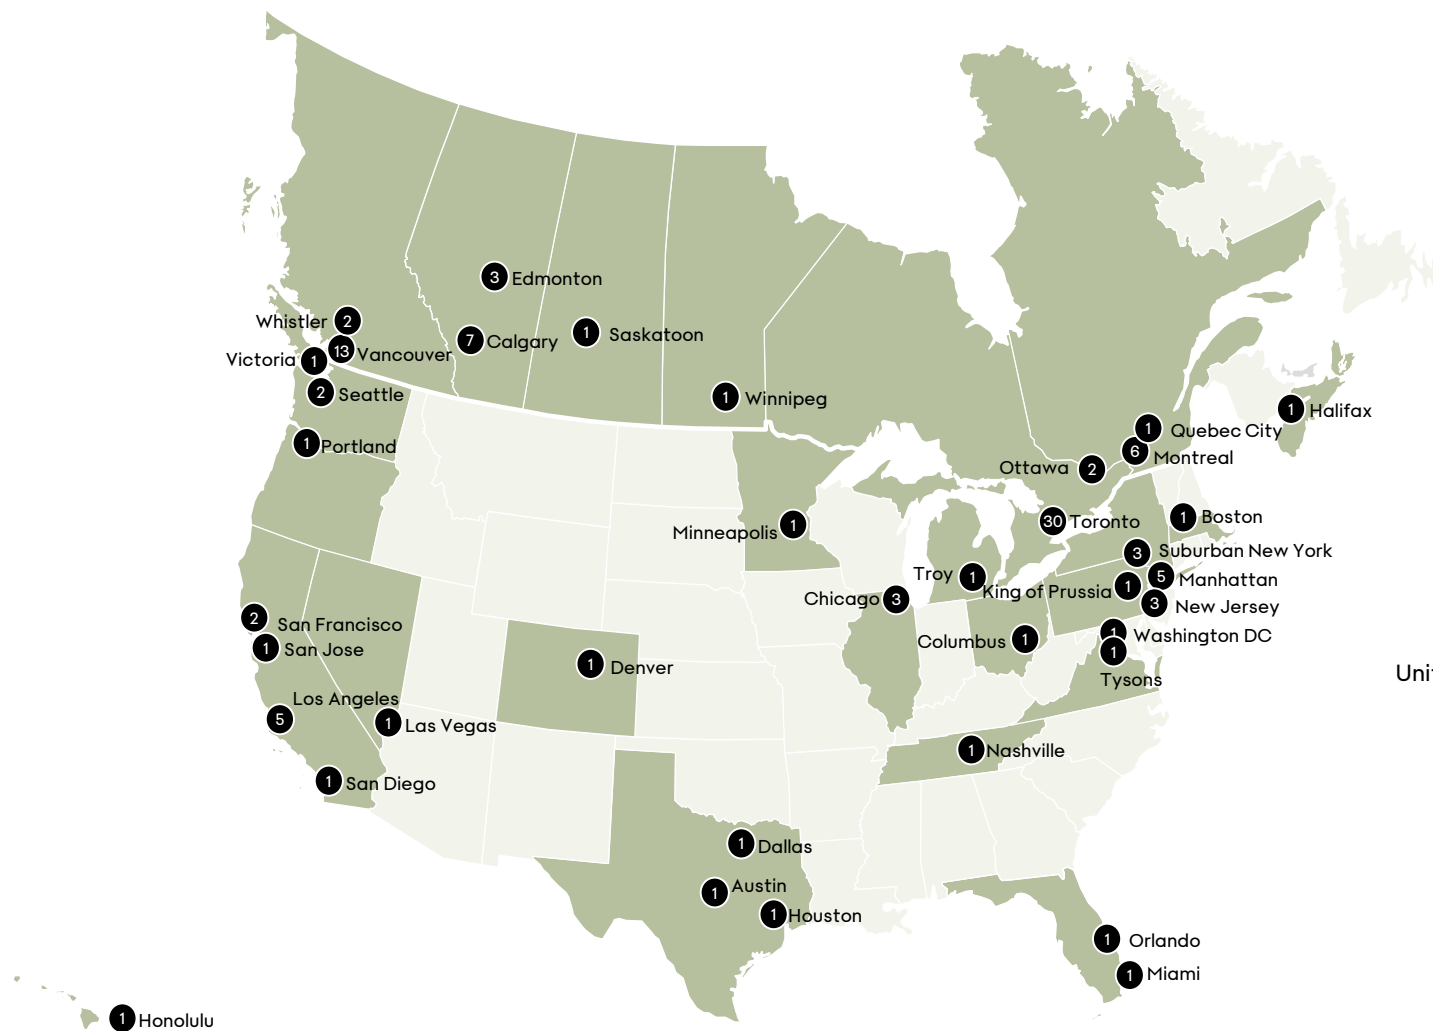 3 Edmonton
Whistler 2
1 Saskatoon
7 Calgary
13 Vancouver
Victoria 1
2 Seattle
1 Winnipeg
1 Halifax
1 Quebec City
1 Portland
6 Montreal
Ottawa 2
1 Boston
30 Toronto
Minneapolis 1
3 Suburban New York
Troy 1
5 Manhattan
King of Prussia 1
Chicago 3
3 New Jersey
2 San Francisco
1 Washington DC
Columbus 1
1 San Jose
1
Tysons
1 Denver
Unit
Los Angeles
5
1 Las Vegas
1 Nashville
1 San Diego
1 Dallas
1 Austin
1 Houston
1 Orlando
1 Miami
1 Honolulu